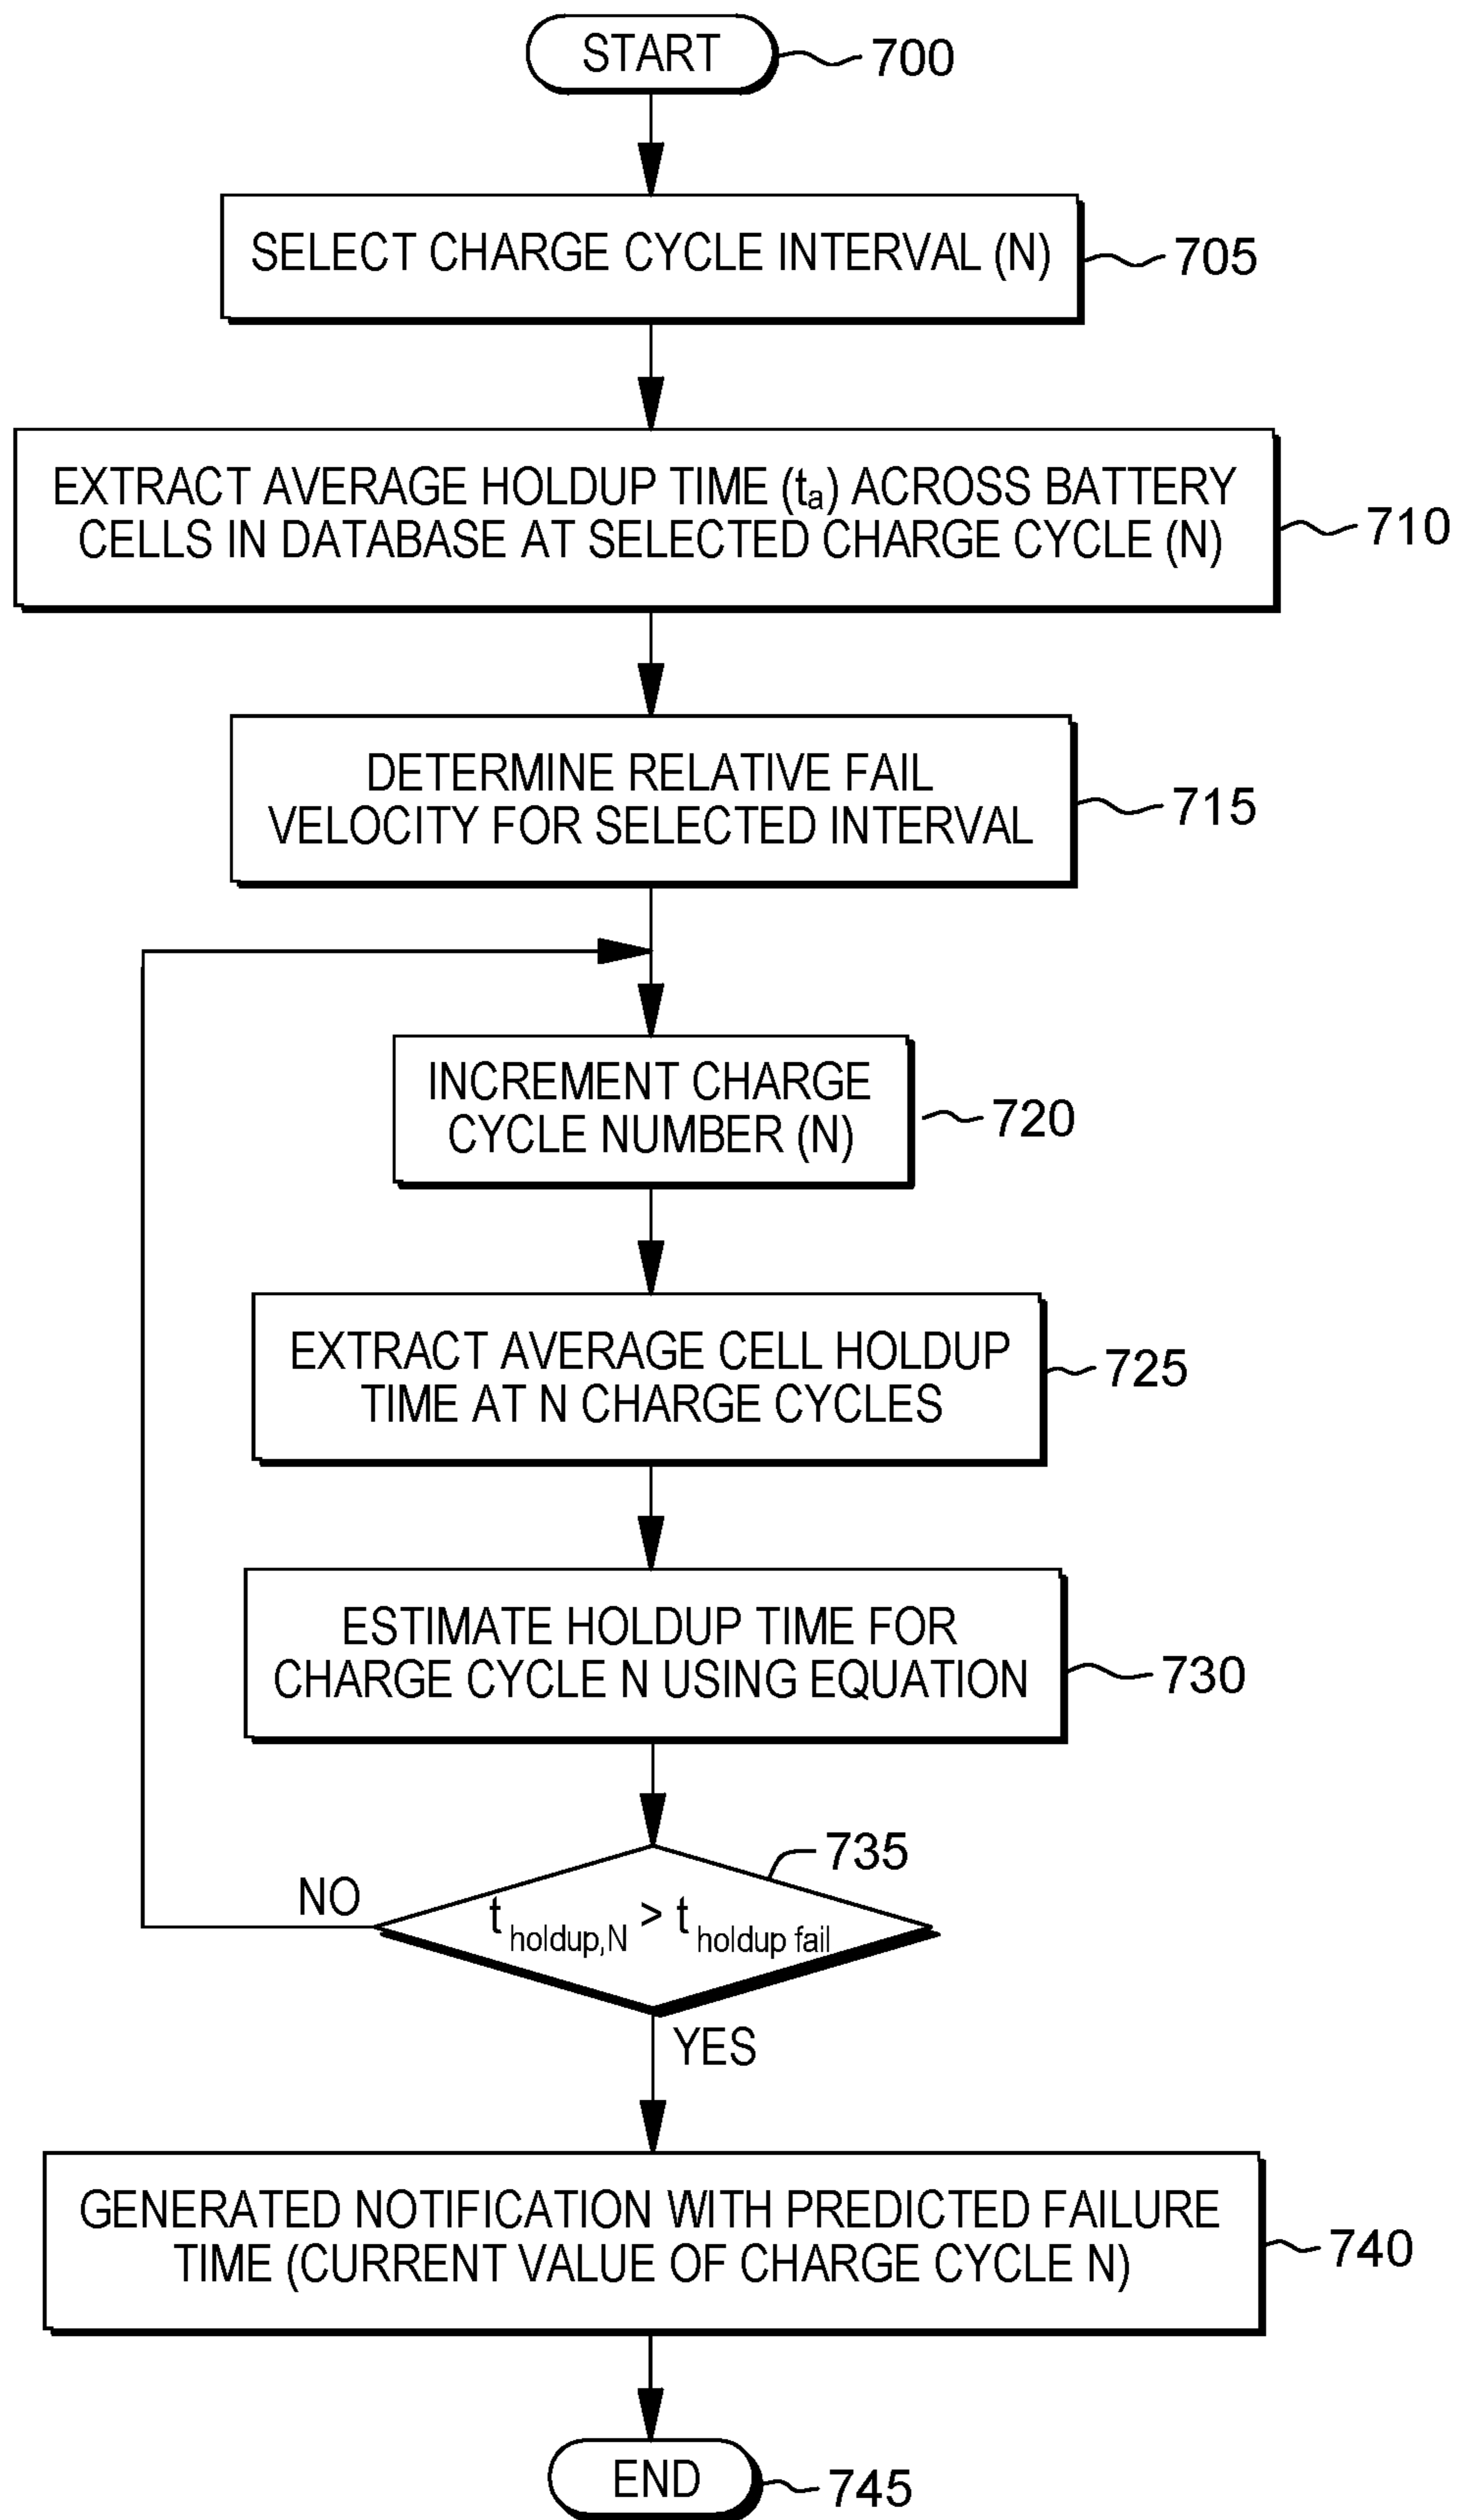 START
700
SELECT CHARGE CYCLE INTERVAL (N)
705
EXTRACT AVERAGE HOLDUP TIME (ta) ACROSS BATTERY
CELLS IN DATABASE AT SELECTED CHARGE CYCLE (N)
710
DETERMINE RELATIVE FAIL
VELOCITY FOR SELECTED INTERVAL
715
INCREMENT CHARGE
CYCLE NUMBER (N)
720
EXTRACT AVERAGE CELL HOLDUP
TIME AT N CHARGE CYCLES
725
ESTIMATE HOLDUP TIME FOR
CHARGE CYCLE N USING EQUATION
730
735
NO
t holdup,N > t holdup fail
YES
GENERATED NOTIFICATION WITH PREDICTED FAILURE
TIME (CURRENT VALUE OF CHARGE CYCLE N)
740
END
745